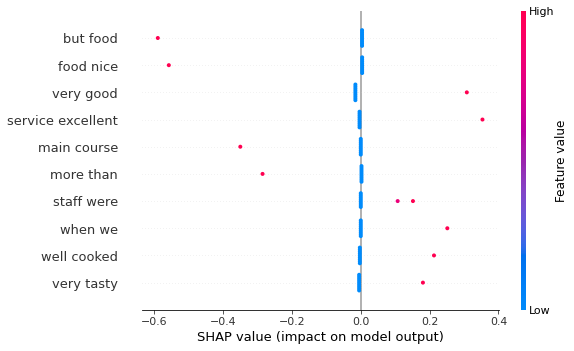 High
but food
food nice
very good
service excellent
main course
more than
staff were
when we
well cooked
very tasty
Feature value
Low
−0.6 −0.4 −0.2 0.0 0.2 0.4
SHAP value (impact on model output)